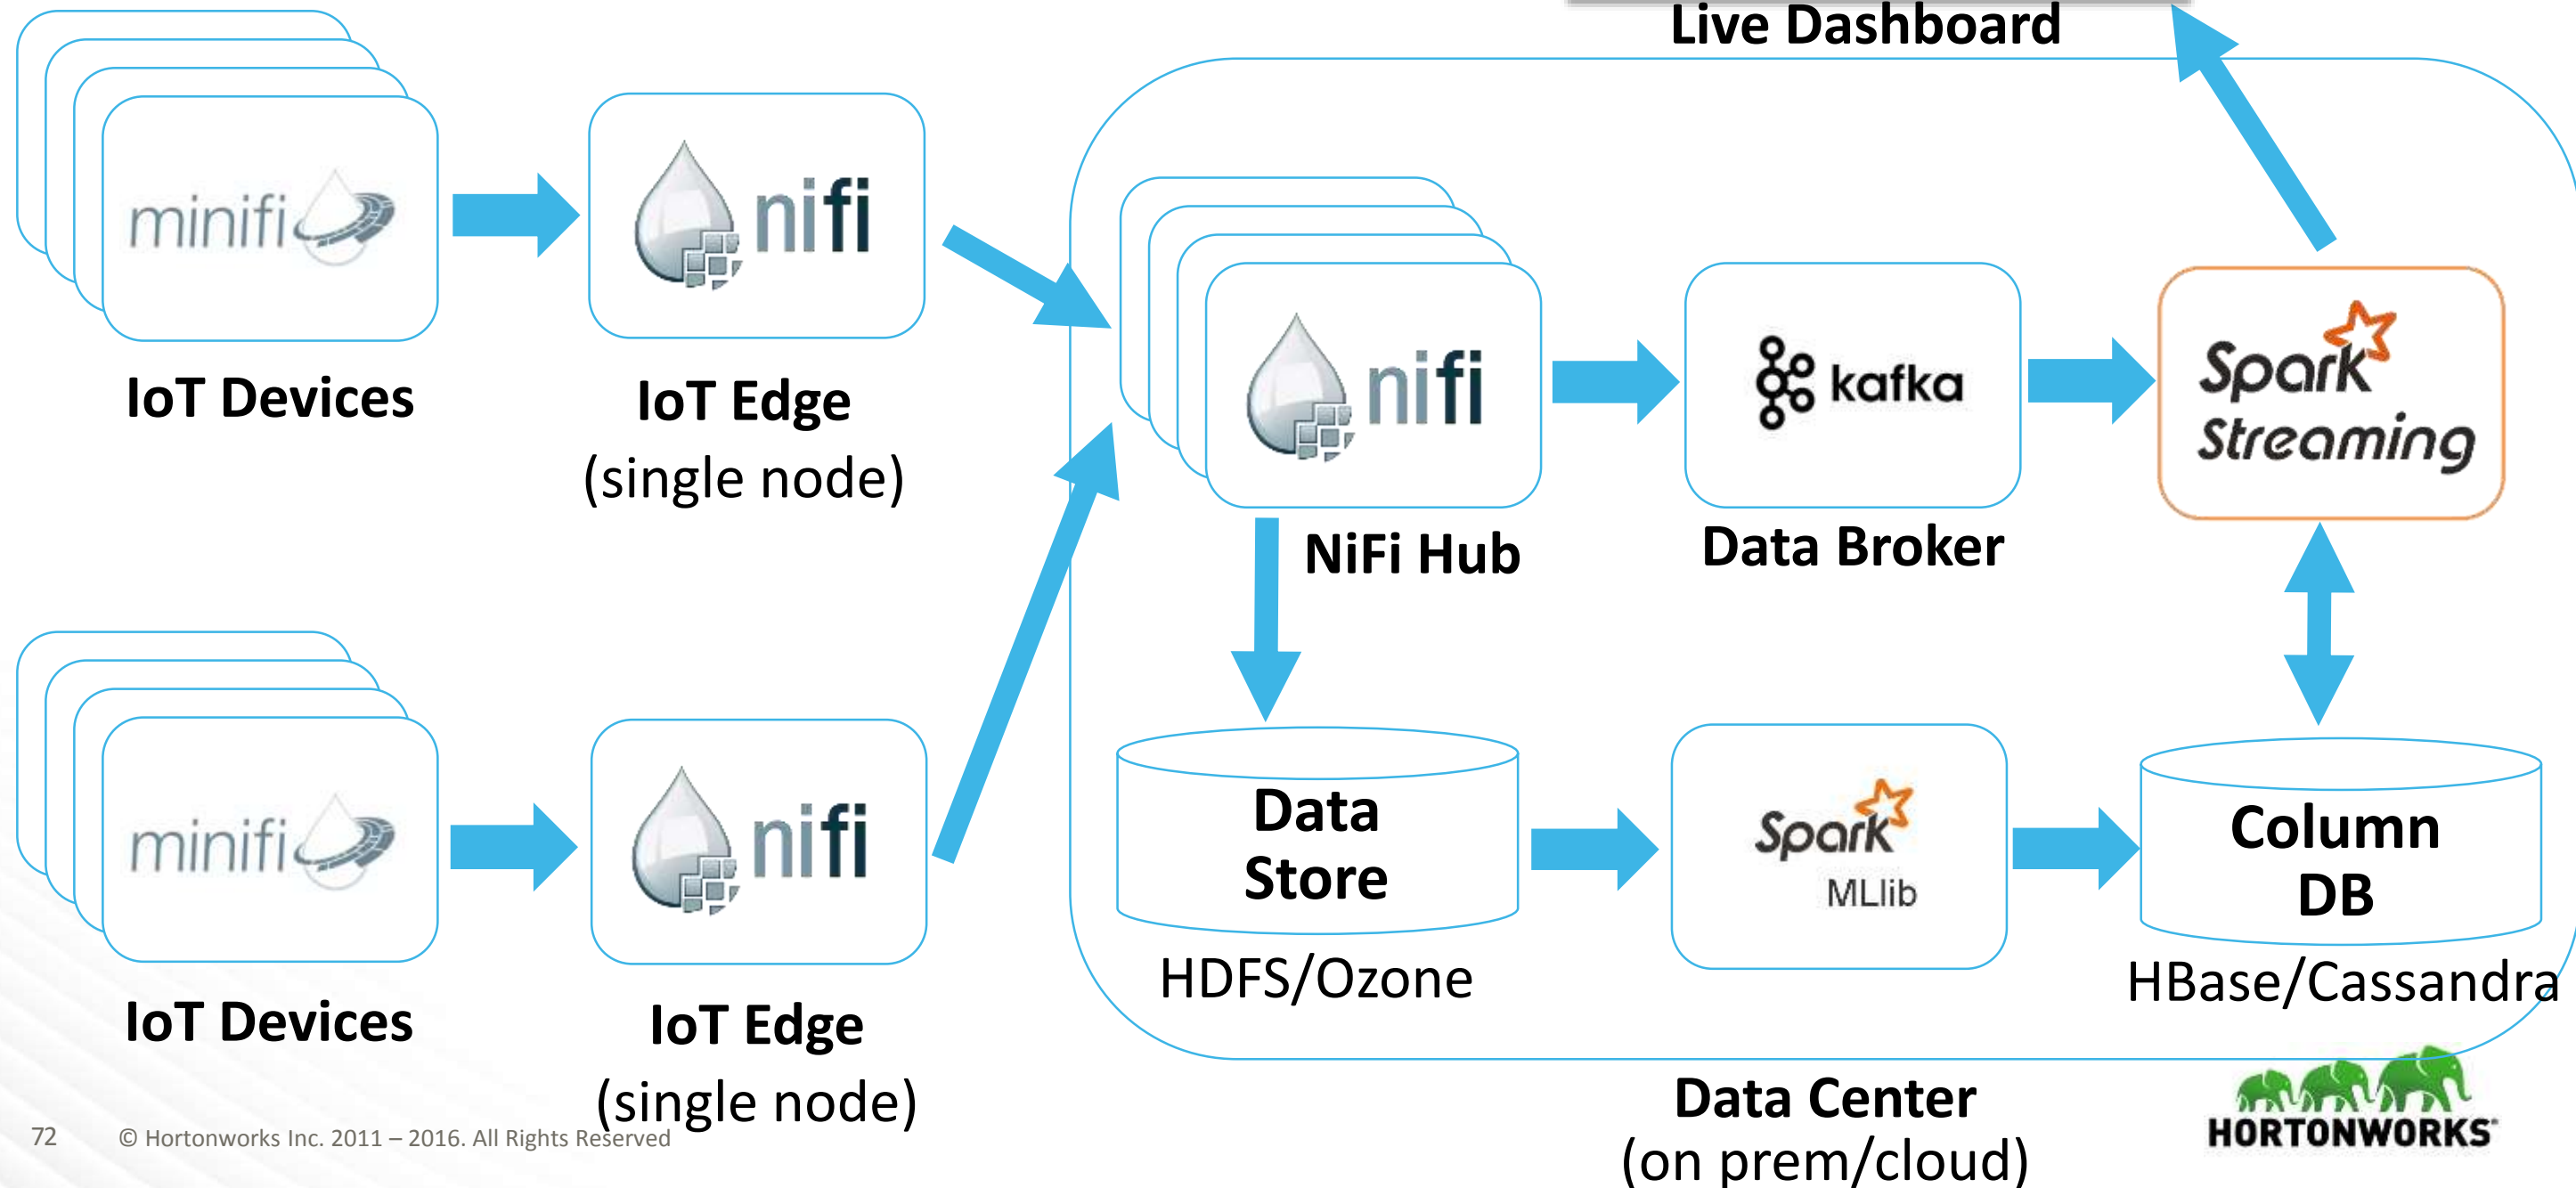 Live Dashboard
minifi
IoT Devices
nifi
IoT Edge
(single node)
nifi
NiFi Hub
kafka
Data Broker
Spark
Streaming
minifi
IoT Devices
nifi
IoT Edge
(single node)
Data
Store
HDFS/Ozone
Spark
MLlib
Column
DB
HBase/Cassandra
Data Center
(on prem/cloud)
72
© Hortonworks Inc. 2011 – 2016. All Rights Reserved
HORTONWORKS®